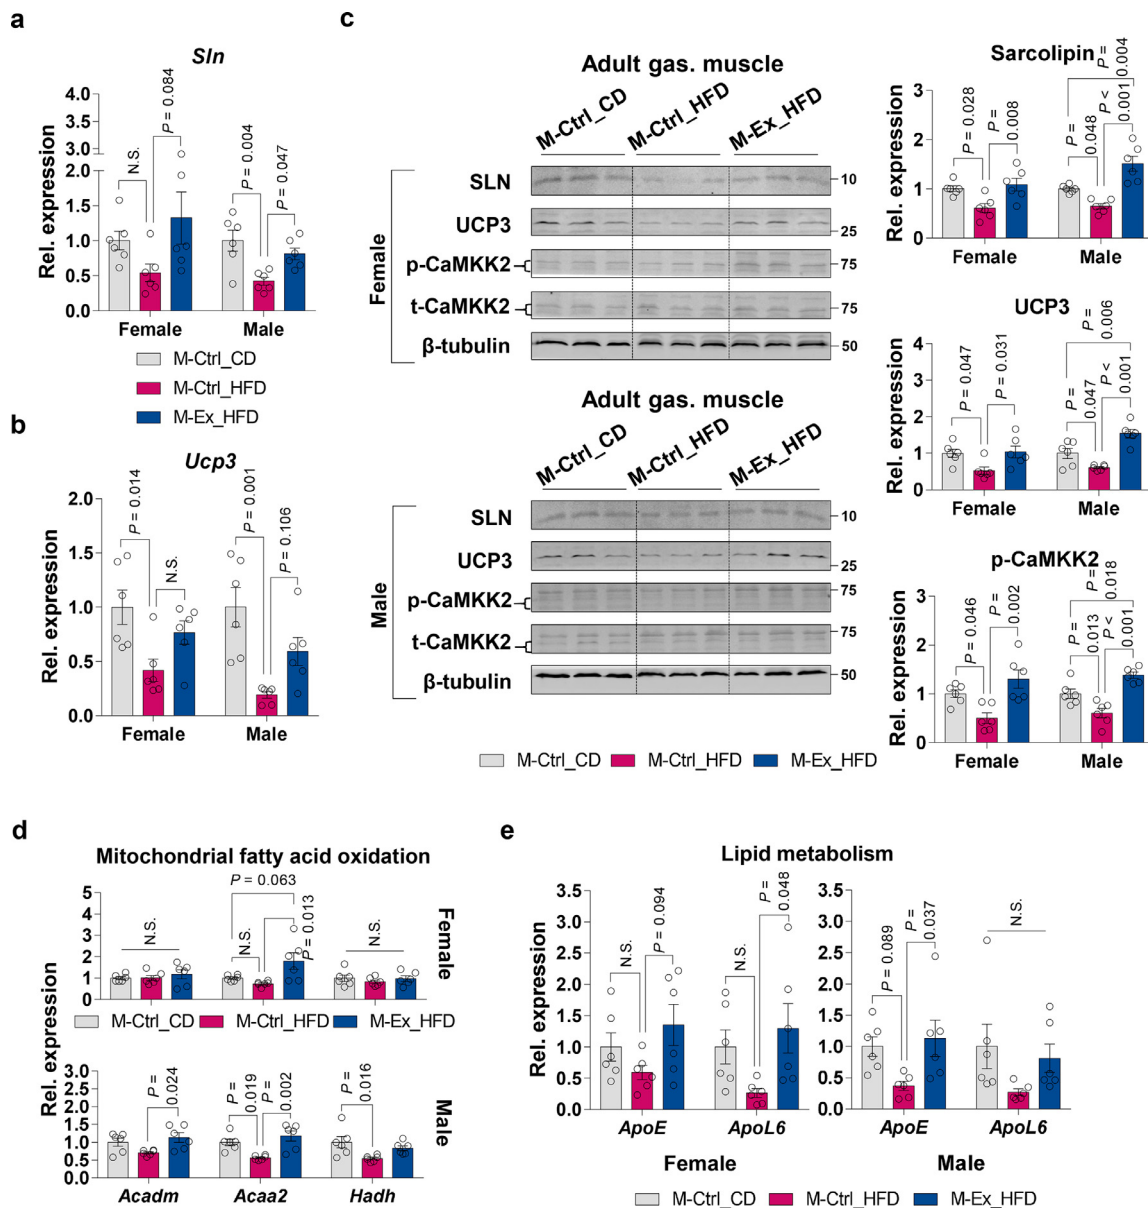 a
Sln
Rel. expression
4.0
3.0
2.0
1.5
1.0
0.5
0.0
N.S.
P = 0.084
P = 0.004
P = 0.047
Female
Male
M-Ctrl_CD
M-Ctrl_HFD
M-Ex_HFD
b
Ucp3
Rel. expression
2.0
1.5
1.0
0.5
0.0
P = 0.014
N.S.
P = 0.001
P = 0.106
Female
Male
c
Adult gas. muscle
M-Ctrl_CD
M-Ctrl_HFD
M-Ex_HFD
Female
SLN
10
UCP3
25
p-CaMKK2
75
t-CaMKK2
75
β-tubulin
50
Adult gas. muscle
M-Ctrl_CD
M-Ctrl_HFD
M-Ex_HFD
Male
SLN
10
UCP3
25
p-CaMKK2
75
t-CaMKK2
75
β-tubulin
50
M-Ctrl_CD
M-Ctrl_HFD
M-Ex_HFD
Sarcolipin
Rel. expression
3
2
1
0
P = 0.028
P = 0.008
P = 0.048
P < 0.001
P = 0.004
Female
Male
UCP3
Rel. expression
4
3
2
1
0
P = 0.047
P = 0.031
P = 0.047
P < 0.001
P = 0.006
Female
Male
p-CaMKK2
Rel. expression
3
2
1
0
P = 0.046
P = 0.002
P = 0.013
P < 0.001
P = 0.018
Female
Male
d
Mitochondrial fatty acid oxidation
Rel. expression
5
4
3
2
1
0
N.S.
P = 0.063
N.S.
P = 0.013
N.S.
Female
M-Ctrl_CD
M-Ctrl_HFD
M-Ex_HFD
3.0
2.5
2.0
1.5
1.0
0.5
0.0
P = 0.024
P = 0.019
P = 0.002
P = 0.016
Male
Acadm
Acaa2
Hadh
e
Lipid metabolism
Rel. expression
3.5
3.0
2.5
2.0
1.5
1.0
0.5
0.0
N.S.
P = 0.094
N.S.
P = 0.048
ApoE
ApoL6
Female
3.5
3.0
2.5
2.0
1.5
1.0
0.5
0.0
P = 0.089
P = 0.037
N.S.
ApoE
ApoL6
Male
M-Ctrl_CD
M-Ctrl_HFD
M-Ex_HFD